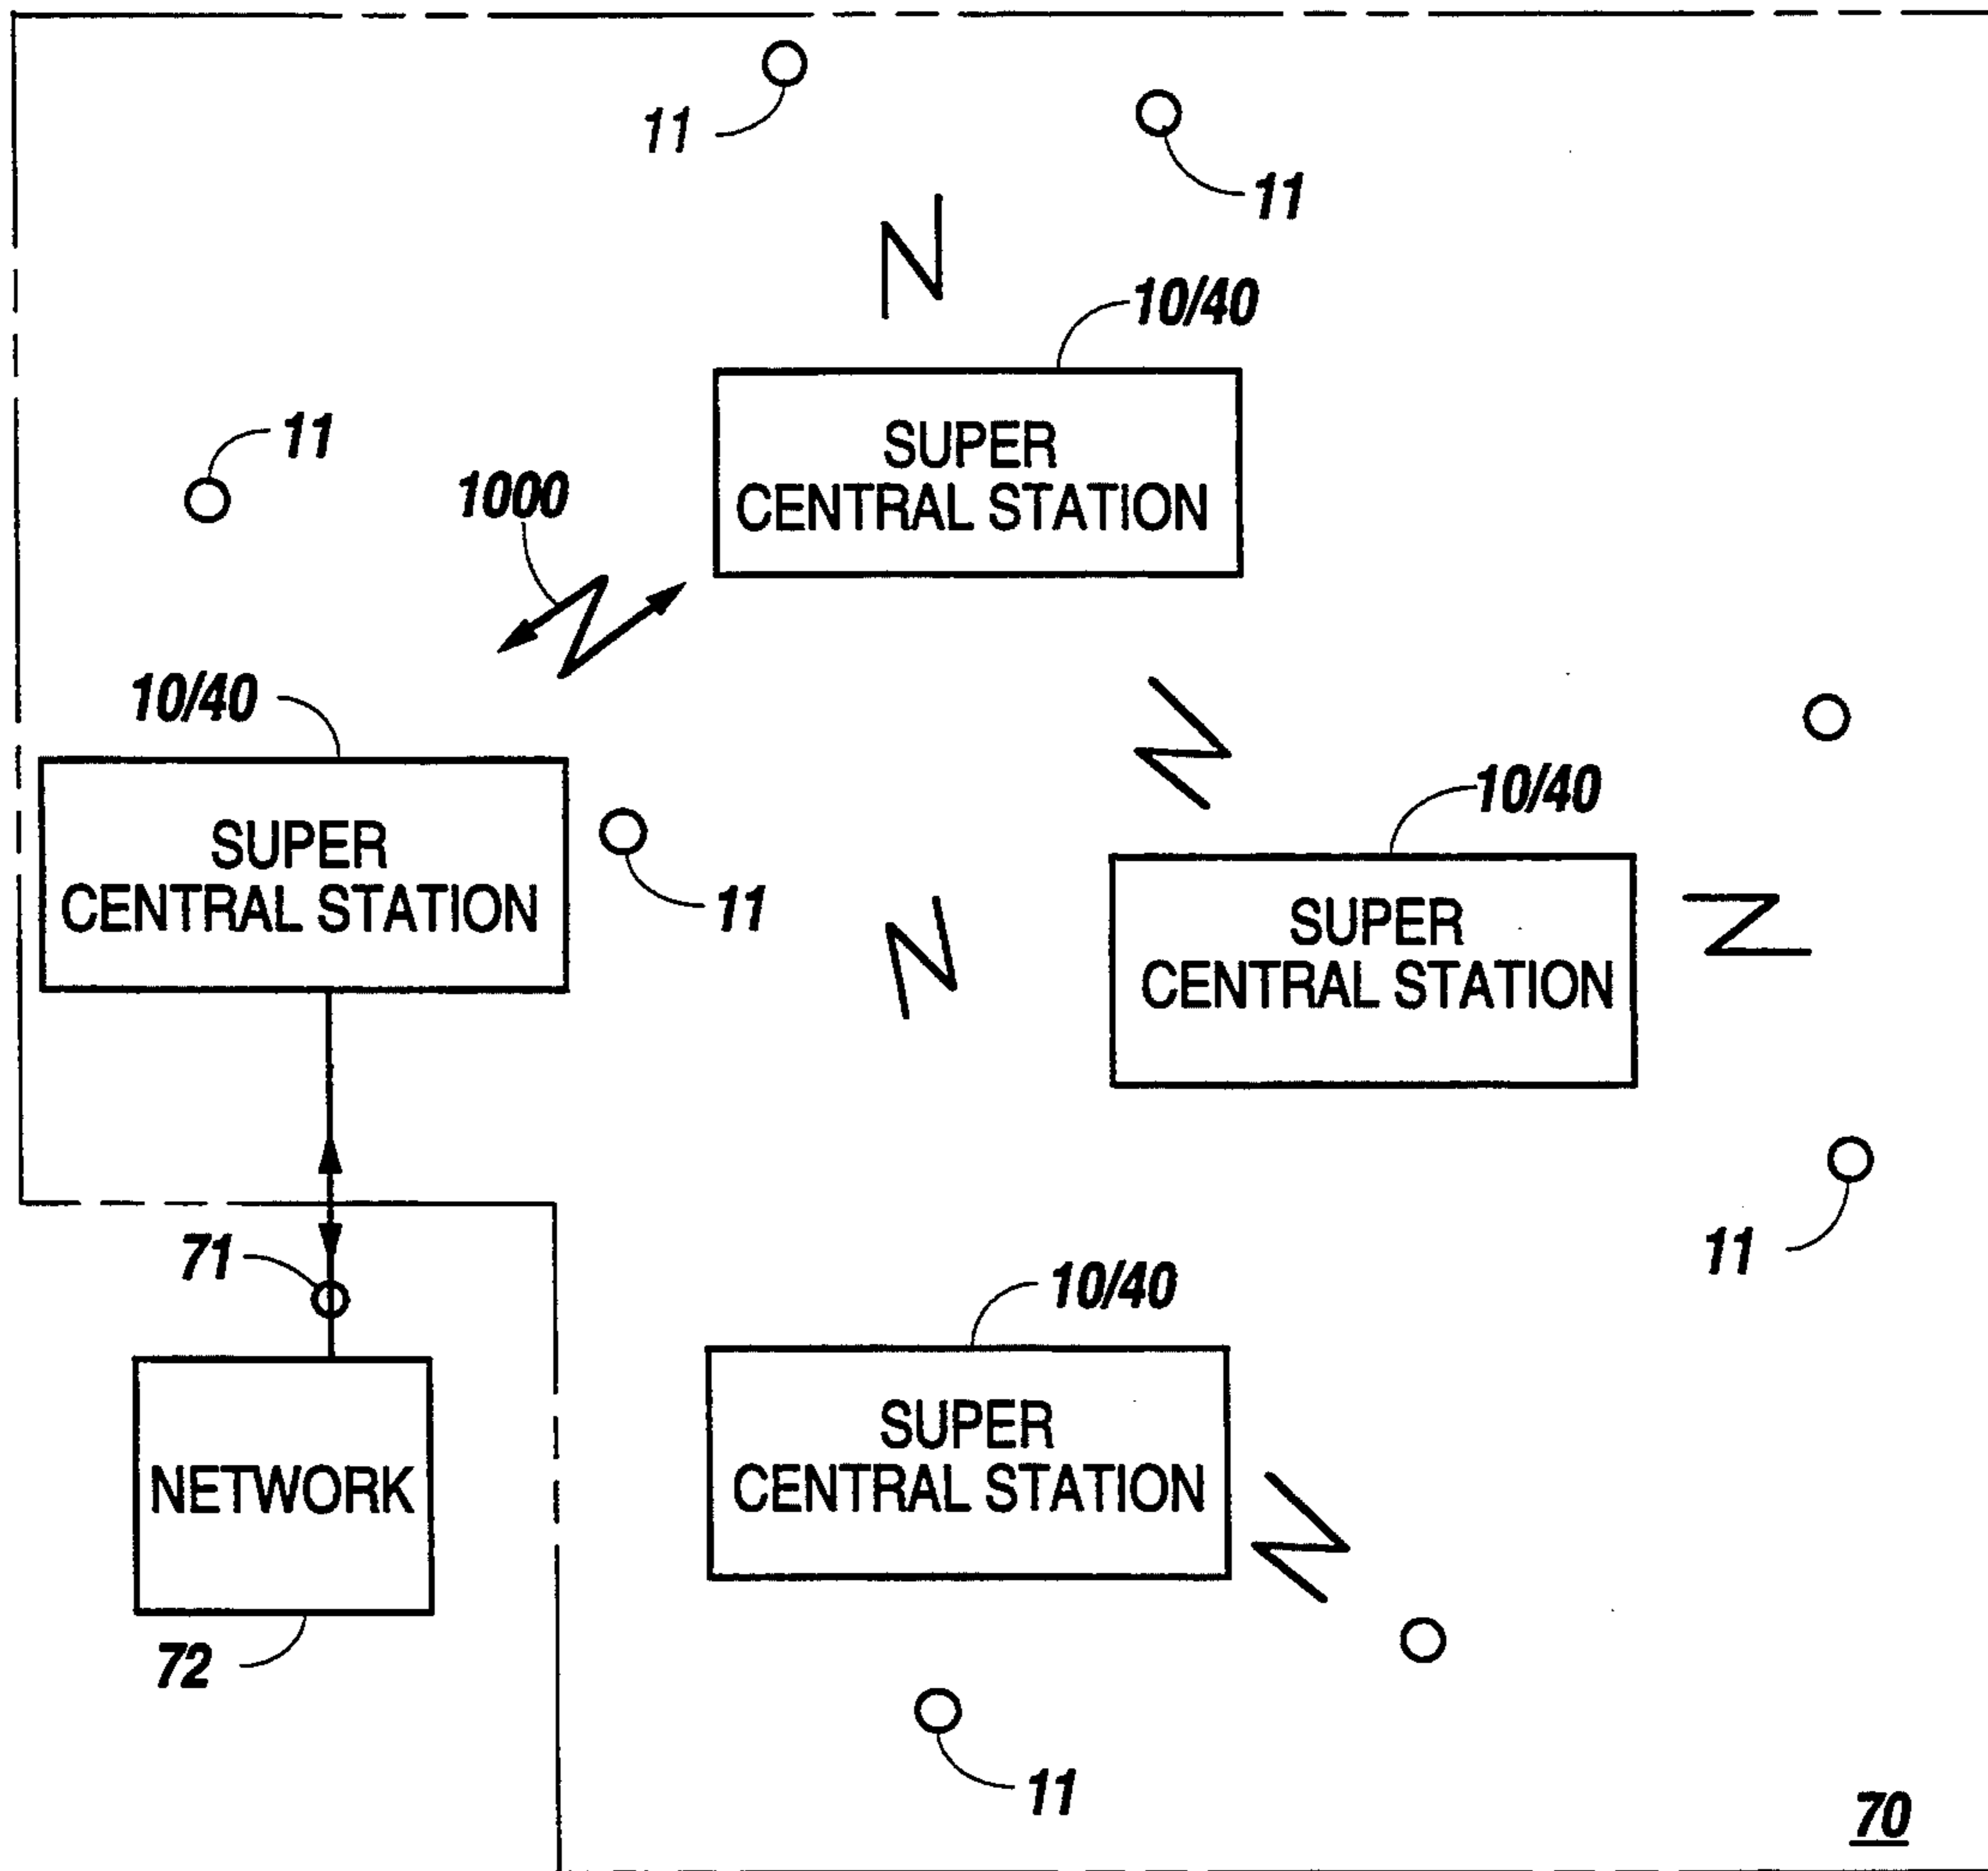 11
11
10/40
SUPER
CENTRAL STATION
11
1000
10/40
SUPER
CENTRAL STATION
11
10/40
SUPER
CENTRAL STATION
11
71
10/40
SUPER
CENTRAL STATION
NETWORK
72
11
70